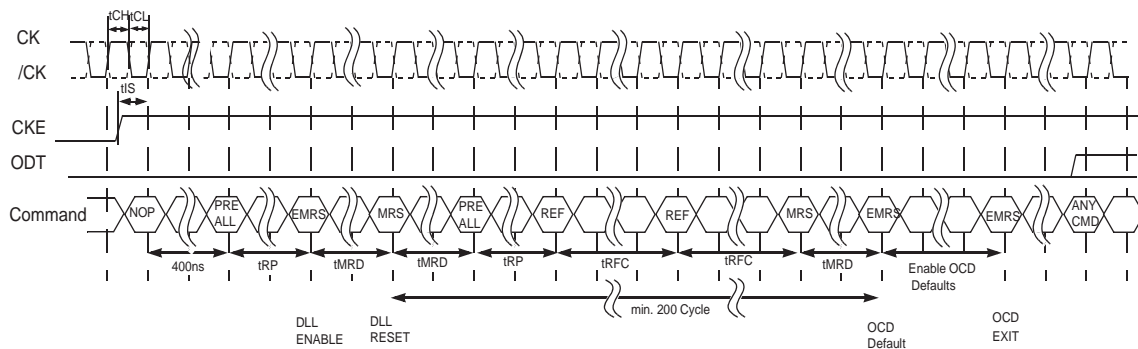 tCH tCL
CK
/CK
tIS
CKE
ODT
Command
NOP
PRE
ALL
EMRS
MRS
PRE
ALL
REF
REF
MRS
EMRS
EMRS
ANY
CMD
400ns
tRP
tMRD
tMRD
tRP
tRFC
tRFC
tMRD
Enable OCD
Defaults
min. 200 Cycle
DLL
ENABLE
DLL
RESET
OCD
Default
OCD
EXIT